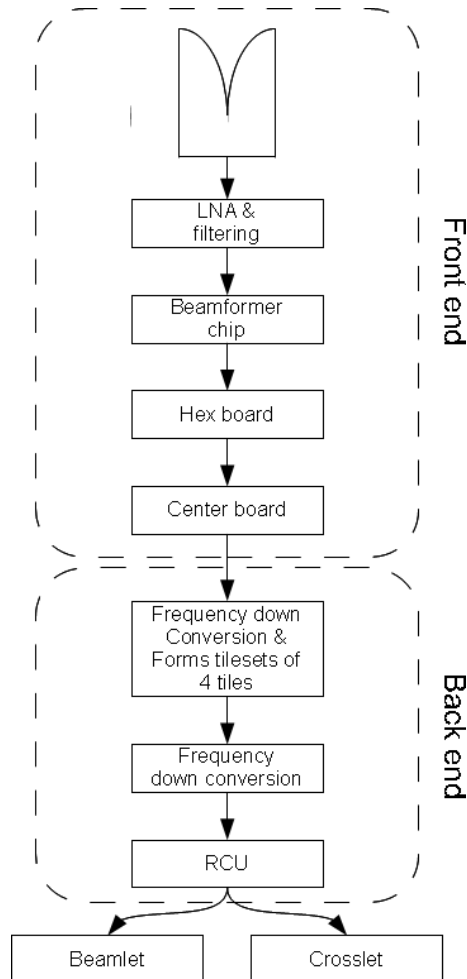 LNA &
filtering
Beamformer
chip
Hex board
Center board
Front end
Frequency down
Conversion &
Forms tilesets of
4 tiles
Frequency
down conversion
RCU
Back end
Beamlet
Crosslet